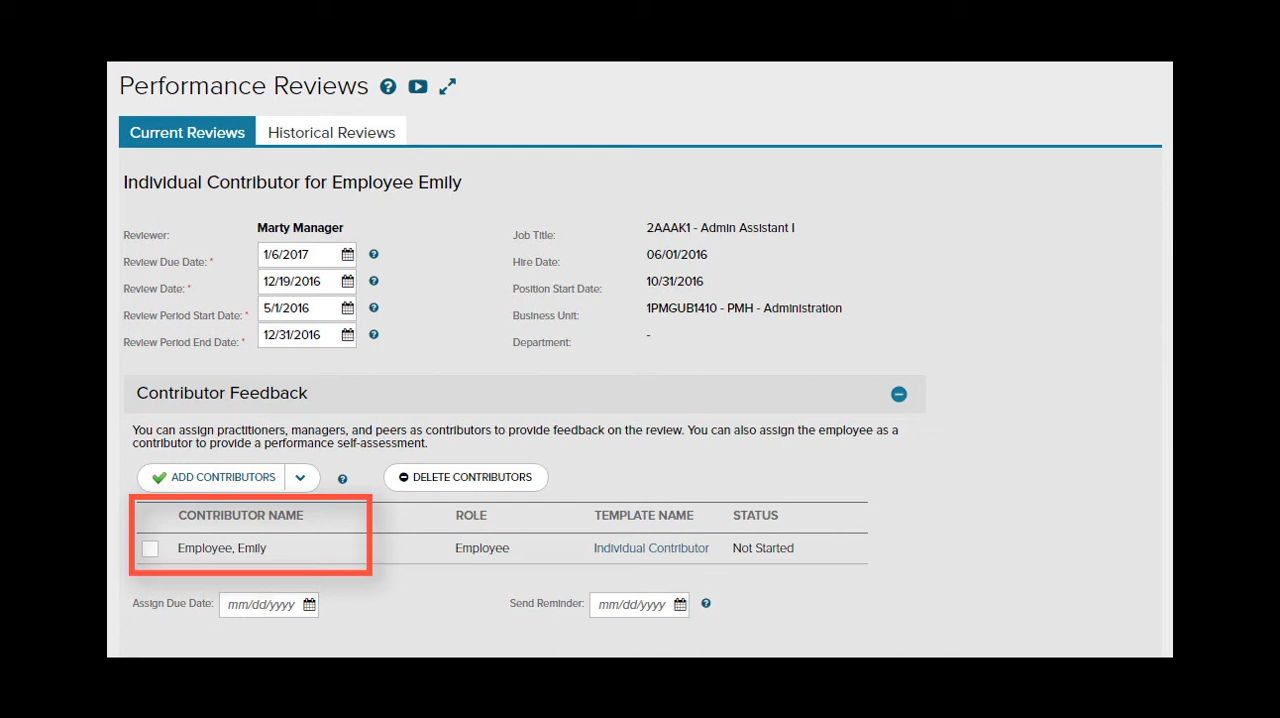 Performance Reviews
Current Reviews Historical Reviews
Individual Contributor for Employee Emily
Reviewer: Marty Manager Job Title: 2AAAK1 - Admin Assistant I
Review Due Date: * 1/6/2017 Hire Date: 06/01/2016
Review Date: * 12/19/2016 Position Start Date: 10/31/2016
Review Period Start Date: * 5/1/2016 Business Unit: 1PMGUB1410 - PMH - Administration
Review Period End Date: * 12/31/2016 Department: -
Contributor Feedback
You can assign practitioners, managers, and peers as contributors to provide feedback on the review. You can also assign the employee as a
contributor to provide a performance self-assessment.
ADD CONTRIBUTORS DELETE CONTRIBUTORS
CONTRIBUTOR NAME ROLE TEMPLATE NAME STATUS
Employee, Emily Employee Individual Contributor Not Started
Assign Due Date: mm/dd/yyyy Send Reminder: mm/dd/yyyy